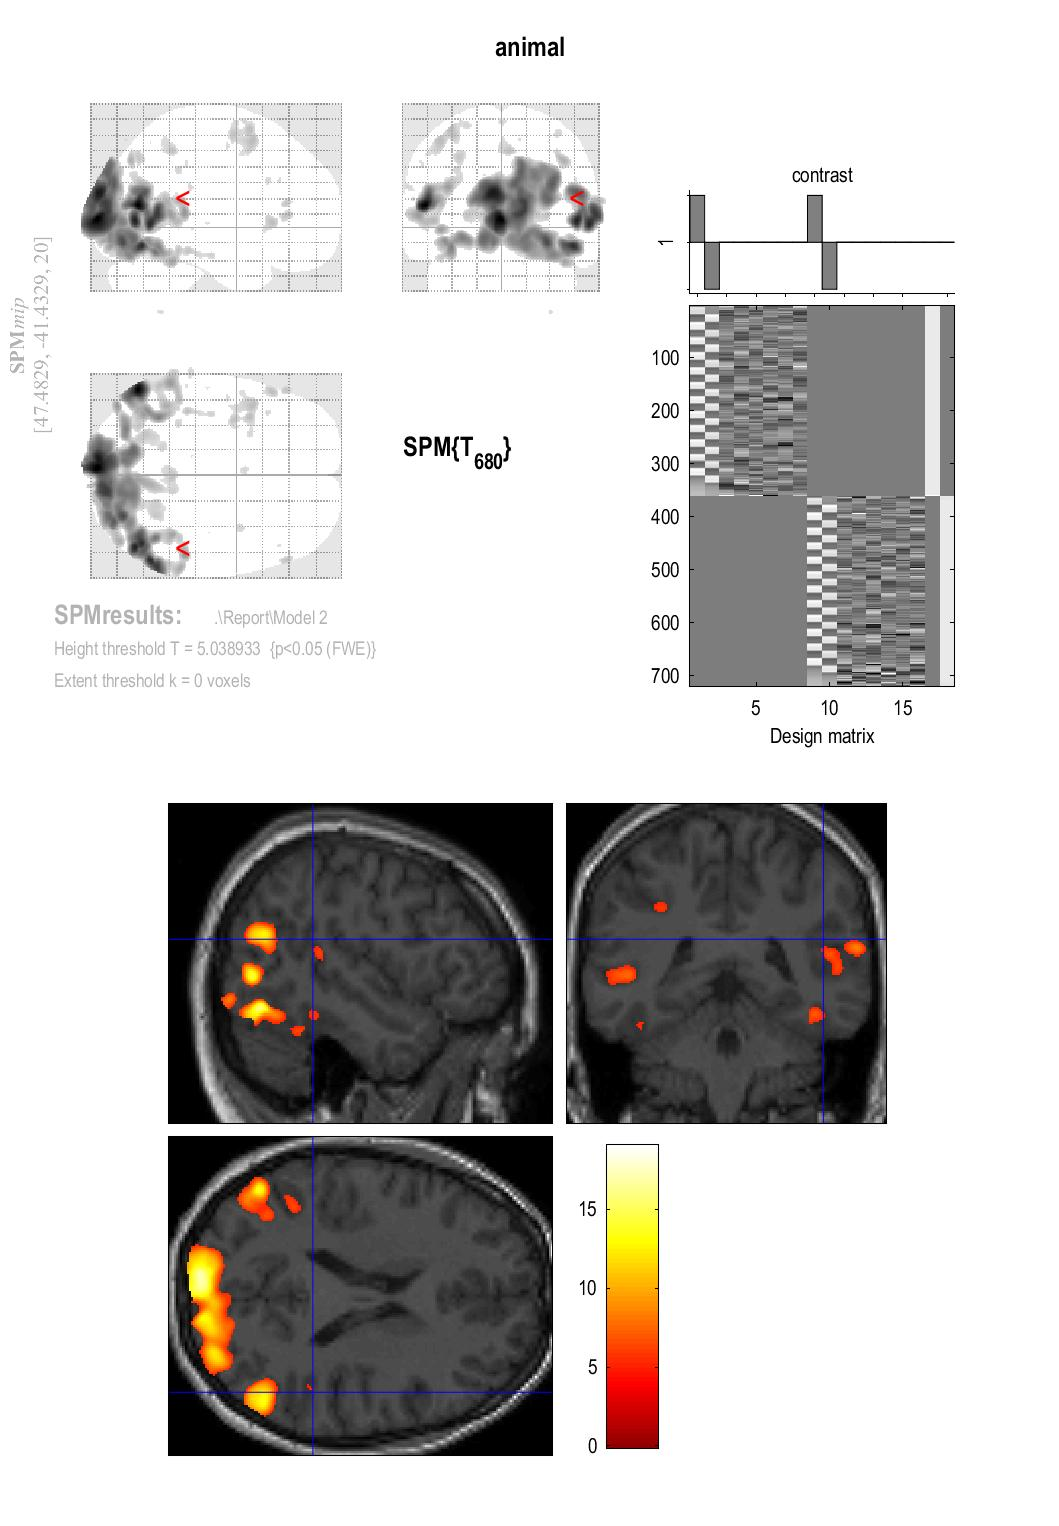 animal
SPMmip
[47.4829, -41.4329, 20]
<
<
<
SPM{T680}
SPMresults: .\Report\Model 2
Height threshold T = 5.038933 {p<0.05 (FWE)}
Extent threshold k = 0 voxels
contrast
1
100
200
300
400
500
600
700
5 10 15
Design matrix
15
10
5
0